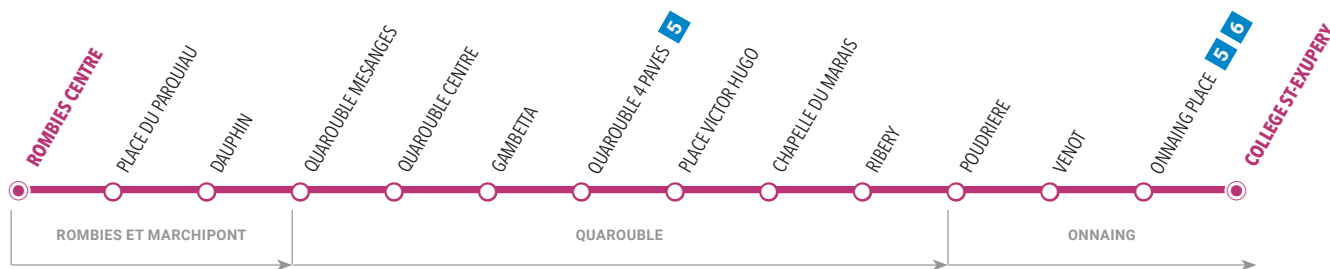 ROMBIES CENTRE
PLACE DU PARQUIAU
DAUPHIN
QUAROUBLE MESANGES
QUAROUBLE CENTRE
GAMBETTA
QUAROUBLE 4 PAVES 5
PLACE VICTOR HUGO
CHAPELLE DU MARAIS
RIBERY
POUDRIERE
VENOT
ONNAING PLACE 5 6
COLLEGE ST-EXUPERY
ROMBIES ET MARCHIPONT
QUAROUBLE
ONNAING